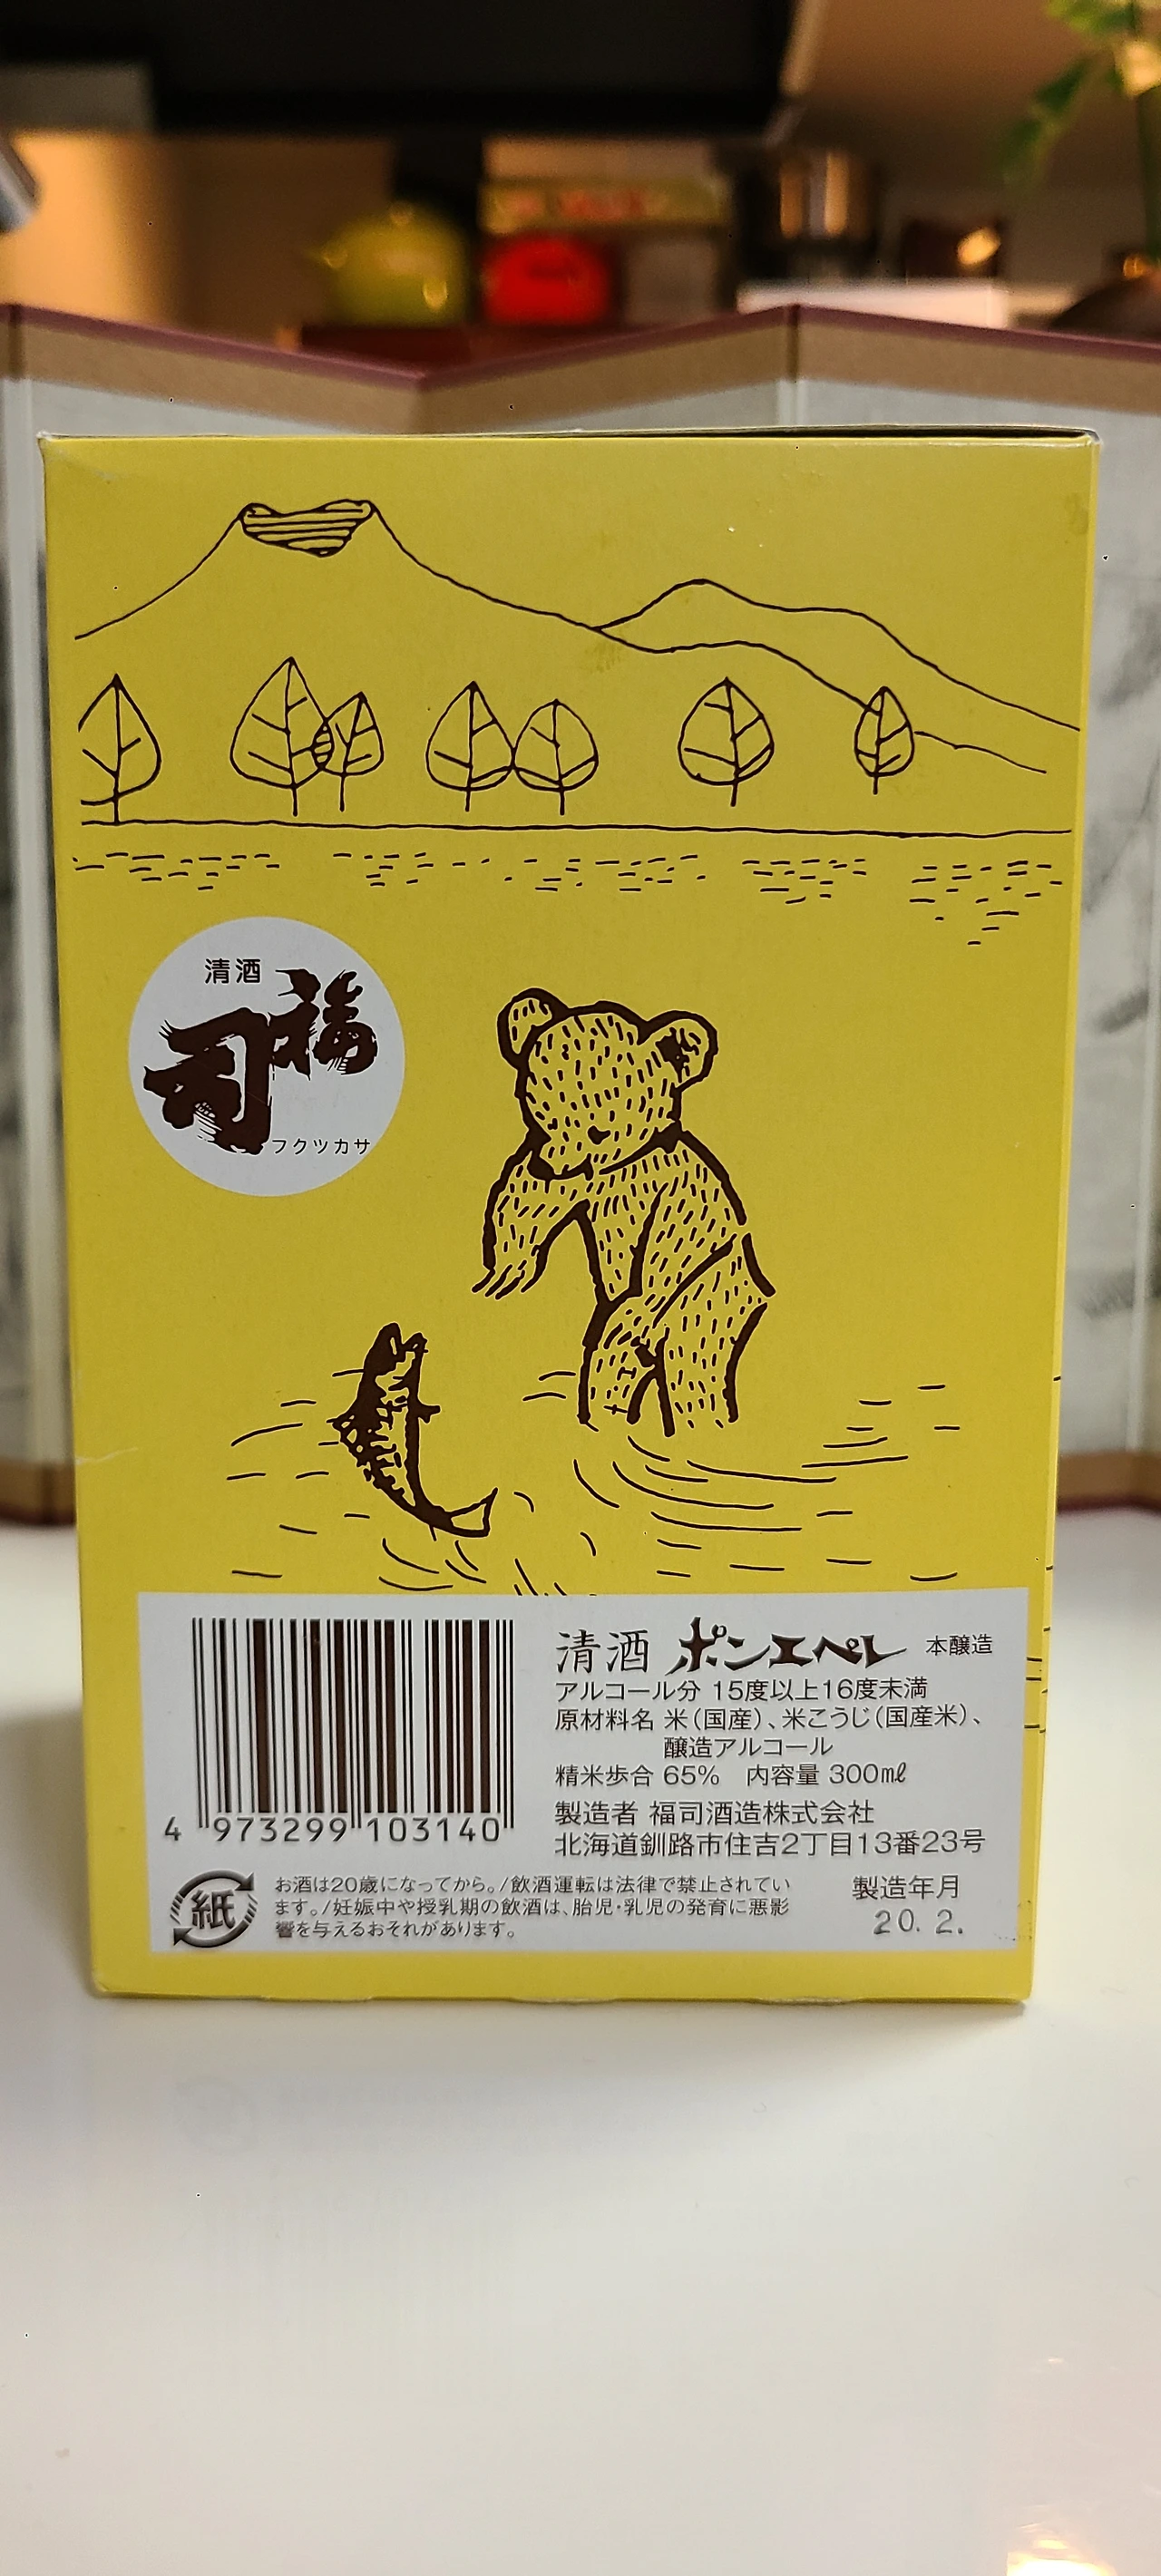 清酒
福司
フクツカサ
清酒 ポンエペレ 本醸造
アルコール分 15度以上16度未満
原材料名 米(国産)、米こうじ(国産米)、
醸造アルコール
精米歩合 65% 内容量 300㎖
製造者 福司酒造株式会社
北海道釧路市住吉2丁目13番23号
4 973299 103140
紙
お酒は20歳になってから。/飲酒運転は法律で禁止されてい
ます。/妊娠中や授乳期の飲酒は、胎児・乳児の発育に悪影
響を与えるおそれがあります。
製造年月
20. 2.